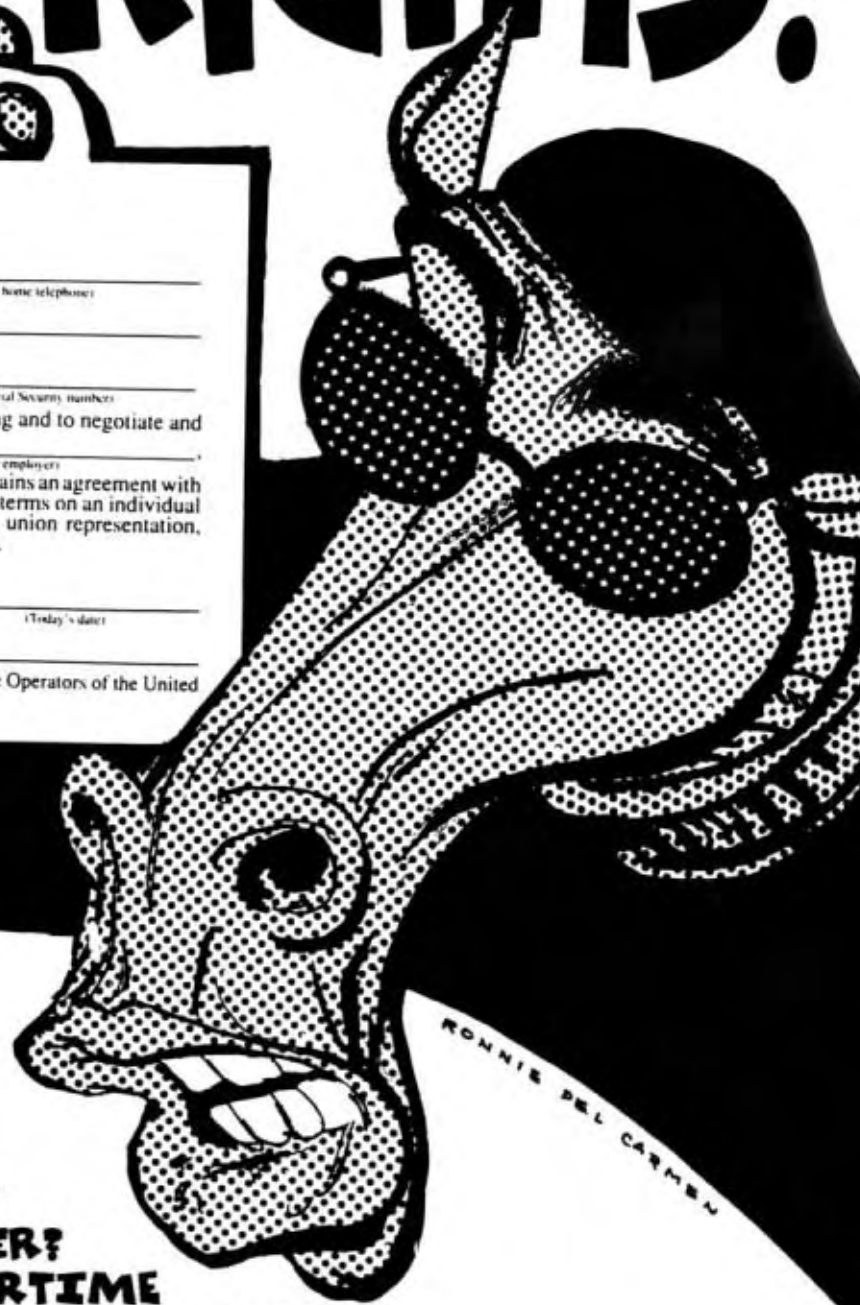 home telephone)
al Security number)
g and to negotiate and
,
employer)
ains an agreement with
terms on an individual
union representation,
.
(Today's date)
Operators of the United
RONNIE DEL CARMEN
ER?
RTIME